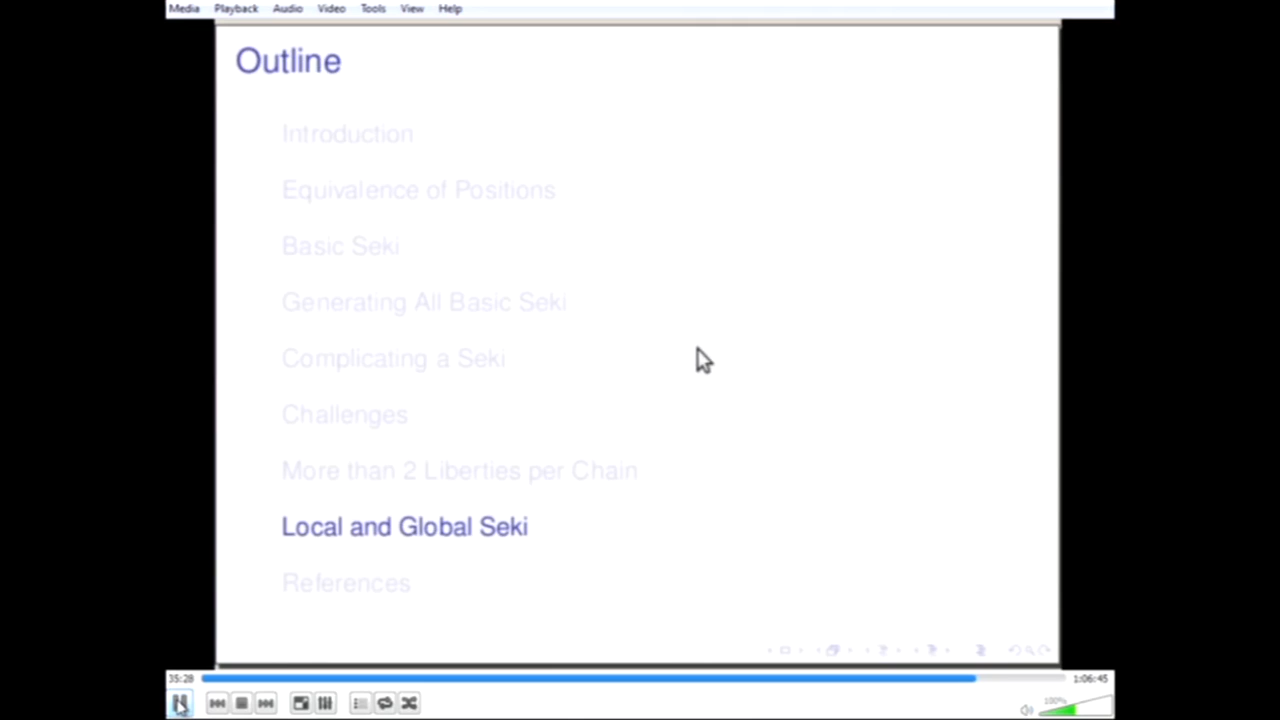 Media Playback Audio Video Tools View Help
Outline
Introduction
Equivalence of Positions
Basic Seki
Generating All Basic Seki
Complicating a Seki
Challenges
More than 2 Liberties per Chain
Local and Global Seki
References
35:28 1:06:45
100%